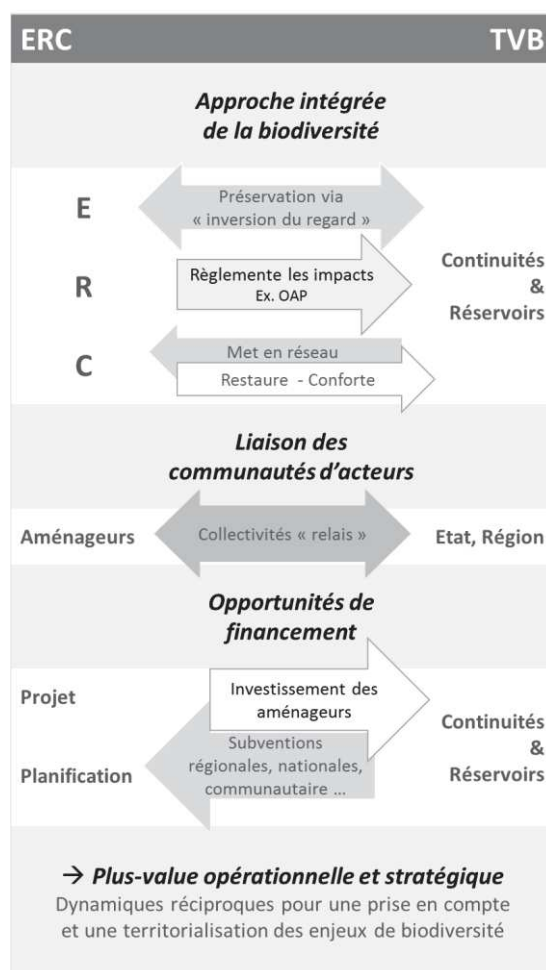 ERC TVB
Approche intégrée
de la biodiversité
E
Préservation via
« inversion du regard »
R
Règlemente les impacts
Ex. OAP
Continuités
&
Réservoirs
C
Met en réseau
Restaure - Conforte
Liaison des
communautés d’acteurs
Aménageurs
Collectivités « relais »
Etat, Région
Opportunités de
financement
Projet
Investissement des
aménageurs
Planification
Subventions
régionales, nationales,
communautaire ...
Continuités
&
Réservoirs
→ Plus-value opérationnelle et stratégique
Dynamiques réciproques pour une prise en compte
et une territorialisation des enjeux de biodiversité